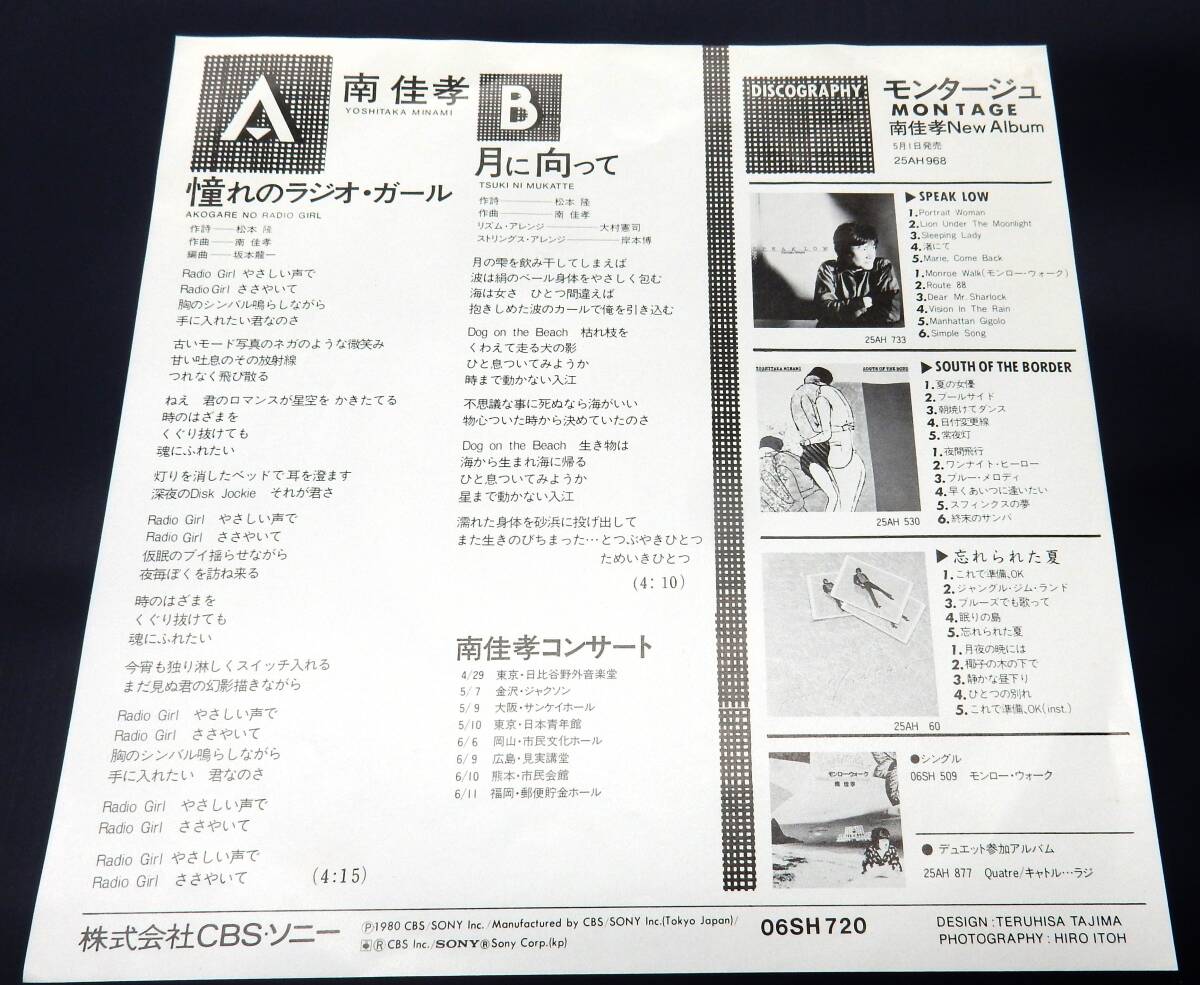 A
南 佳孝
YOSHITAKA MINAMI
憧れのラジオ・ガール
AKOGARE NO RADIO GIRL
作詩──松本 隆
作曲──南 佳孝
編曲──坂本龍一
Radio Girl やさしい声で
Radio Girl ささやいて
胸のシンバル鳴らしながら
手に入れたい君なのさ
古いモード写真のネガのような微笑み
甘い吐息のその放射線
つれなく飛び散る
ねえ 君のロマンスが星空を かきたてる
時のはざまを
くぐり抜けても
魂にふれたい
灯りを消したベッドで耳を澄ます
深夜のDisk Jockie それが君さ
Radio Girl やさしい声で
Radio Girl ささやいて
仮眠のブイ揺らせながら
夜毎ぼくを訪ね来る
時のはざまを
くぐり抜けても
魂にふれたい
今宵も独り淋しくスイッチ入れる
まだ見ぬ君の幻影描きながら
Radio Girl やさしい声で
Radio Girl ささやいて
胸のシンバル鳴らしながら
手に入れたい 君なのさ
Radio Girl やさしい声で
Radio Girl ささやいて
Radio Girl やさしい声で
Radio Girl ささやいて (4:15)
B
月に向って
TSUKI NI MUKATTE
作詩────松本 隆
作曲────南 佳孝
リズム・アレンジ────大村憲司
ストリングス・アレンジ────岸本博
月の雫を飲み干してしまえば
波は絹のベール身体をやさしく包む
海は女さ ひとつ間違えば
抱きしめた波のカールで俺を引き込む
Dog on the Beach 枯れ枝を
くわえて走る犬の影
ひと息ついてみようか
時まで動かない入江
不思議な事に死ぬなら海がいい
物心ついた時から決めていたのさ
Dog on the Beach 生き物は
海から生まれ海に帰る
ひと息ついてみようか
星まで動かない入江
濡れた身体を砂浜に投げ出して
また生きのびちまった…とつぶやきひとつ
ためいきひとつ
(4:10)
南佳孝コンサート
4/29 東京・日比谷野外音楽堂
5/7 金沢・ジャクソン
5/9 大阪・サンケイホール
5/10 東京・日本青年館
6/6 岡山・市民文化ホール
6/9 広島・見実講堂
6/10 熊本・市民会館
6/11 福岡・郵便貯金ホール
DISCOGRAPHY
モンタージュ
MONTAGE
南佳孝New Album
5月1日発売
25AH 968
SPEAK LOW
▶SPEAK LOW
1.Portrait Woman
2.Lion Under The Moonlight
3.Sleeping Lady
4.渚にて
5.Marie, Come Back
1.Monroe Walk(モンロー・ウォーク)
2.Route 88
3.Dear Mr. Sharlock
4.Vision In The Rain
5.Manhattan Gigolo
6.Simple Song
25AH 733
YOSHITAKA MINAMI SOUTH OF THE BORDER
▶SOUTH OF THE BORDER
1.夏の女優
2.プールサイド
3.朝焼けてダンス
4.日付変更線
5.常夜灯
1.夜間飛行
2.ワンナイト・ヒーロー
3.ブルー・メロディ
4.早くあいつに逢いたい
5.スフィンクスの夢
6.終末のサンバ
25AH 530
▶忘れられた夏
1.これで準備、OK
2.ジャングル・ジム・ランド
3.ブルーズでも歌って
4.眠りの島
5.忘れられた夏
1.月夜の晩には
2.椰子の木の下で
3.静かな昼下り
4.ひとつの別れ
5.これで準備、OK(inst.)
25AH 60
モンロー・ウォーク
南 佳孝
●シングル
06SH 509 モンロー・ウォーク
●デュエット参加アルバム
25AH 877 Quatre/キャトル…ラジ
株式会社CBS・ソニー
Ⓟ1980 CBS/SONY Inc./Manufactured by CBS/SONY Inc.(Tokyo Japan)/
Ⓡ CBS Inc./SONY Ⓡ Sony Corp.(kp)
06SH 720
DESIGN:TERUHISA TAJIMA
PHOTOGRAPHY:HIRO ITOH